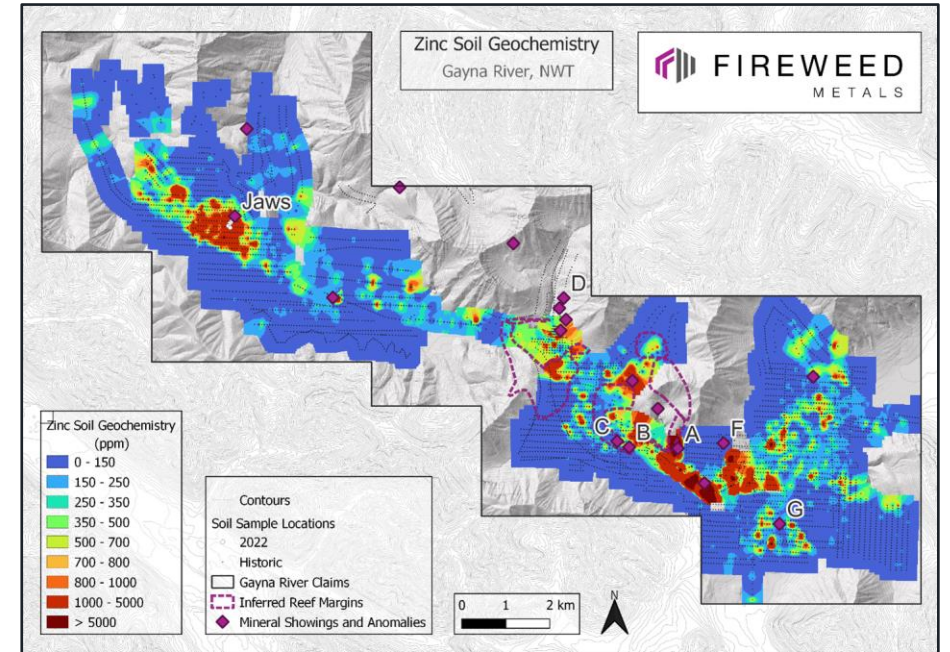 Zinc Soil Geochemistry
Gayna River, NWT
FIREWEED
METALS
Jaws
D
C
B
A
F
G
Zinc Soil Geochemistry
(ppm)
0 - 150
150 - 250
250 - 350
350 - 500
500 - 700
700 - 800
800 - 1000
1000 - 5000
> 5000
Contours
Soil Sample Locations
2022
Historic
Gayna River Claims
Inferred Reef Margins
Mineral Showings and Anomalies
0 1 2 km
N